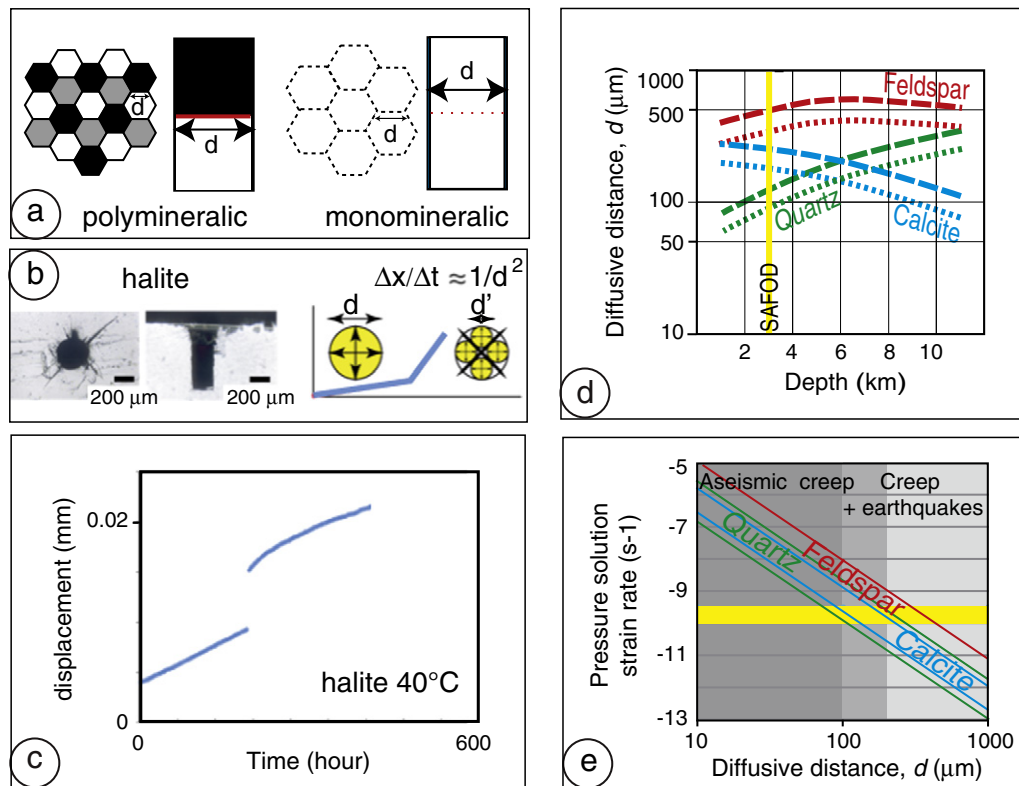 d
d
d
d
polymineralic
monomineralic
a
b
halite
Δx/Δt ≈1/d²
d
d'
200 μm
200 μm
0.02
0
displacement (mm)
halite 40°C
0
600
Time (hour)
c
1000
500
100
50
10
Diffusive distance, d (μm)
Feldspar
Quartz
Calcite
SAFOD
2
4
6
8
10
Depth (km)
d
-5
-7
-9
-11
-13
Pressure solution
strain rate (s-1)
Aseismic creep
Creep
+ earthquakes
Quartz
Feldspar
Calcite
10
100
1000
Diffusive distance, d (μm)
e